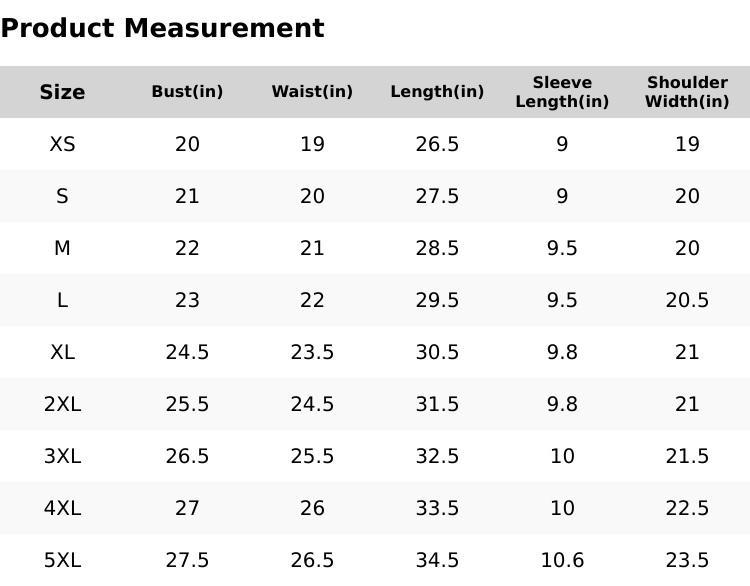 Product Measurement
Size Bust(in) Waist(in) Length(in) Sleeve Length(in) Shoulder Width(in)
XS 20 19 26.5 9 19
S 21 20 27.5 9 20
M 22 21 28.5 9.5 20
L 23 22 29.5 9.5 20.5
XL 24.5 23.5 30.5 9.8 21
2XL 25.5 24.5 31.5 9.8 21
3XL 26.5 25.5 32.5 10 21.5
4XL 27 26 33.5 10 22.5
5XL 27.5 26.5 34.5 10.6 23.5